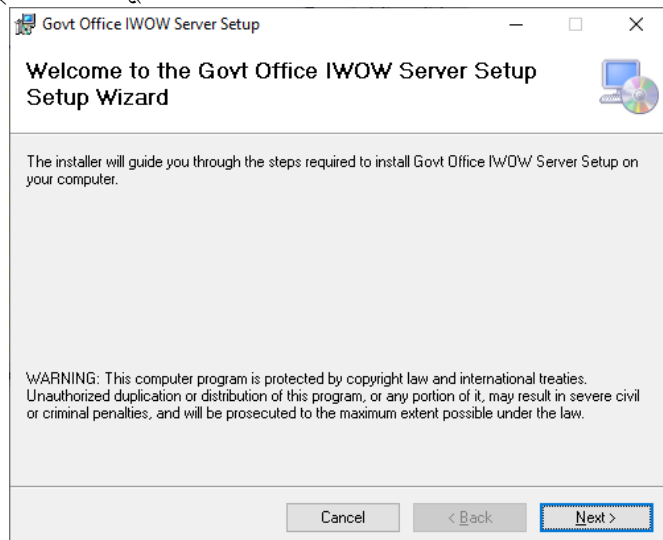 Govt Office IWOW Server Setup
Welcome to the Govt Office IWOW Server Setup
Setup Wizard
The installer will guide you through the steps required to install Govt Office IWOW Server Setup on
your computer.
WARNING: This computer program is protected by copyright law and international treaties.
Unauthorized duplication or distribution of this program, or any portion of it, may result in severe civil
or criminal penalties, and will be prosecuted to the maximum extent possible under the law.
Cancel
< Back
Next >